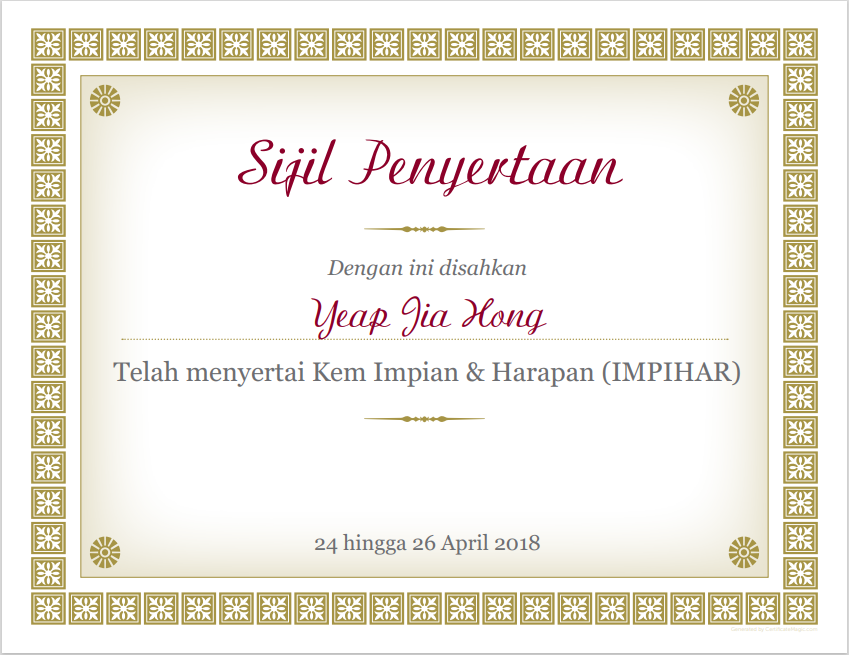 Sijil Penyertaan
Dengan ini disahkan
Yeap Jia Hong
Telah menyertai Kem Impian & Harapan (IMPIHAR)
24 hingga 26 April 2018